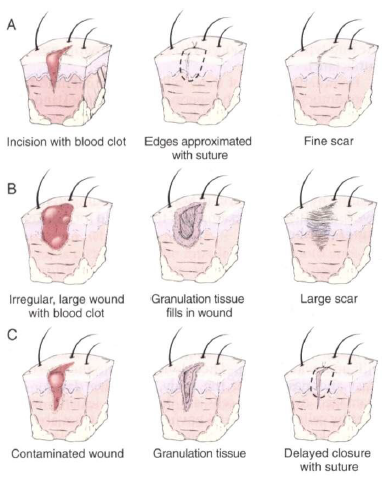 A
Incision with blood clot
Edges approximated
with suture
Fine scar
B
Irregular, large wound
with blood clot
Granulation tissue
fills in wound
Large scar
C
Contaminated wound
Granulation tissue
Delayed closure
with suture